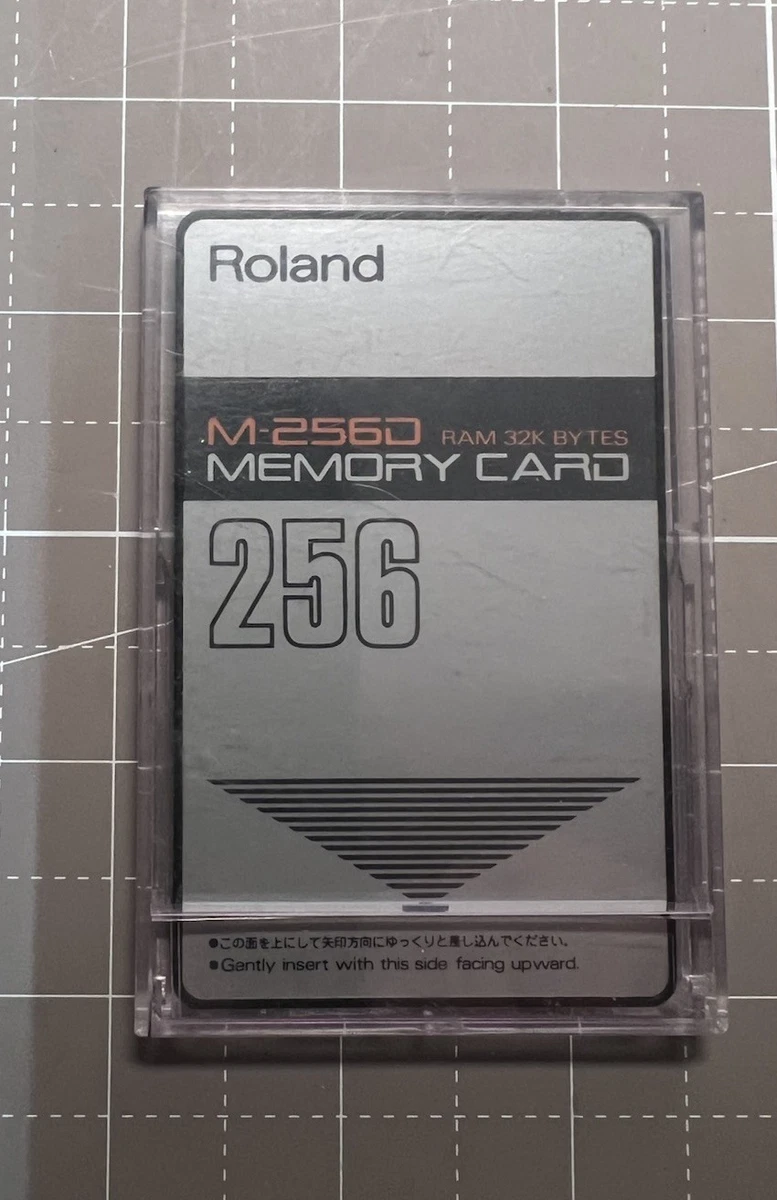 Roland
M-256D RAM 32K BYTES
MEMORY CARD
256
●この面を上にして矢印方向にゆっくりと差し込んでください。
●Gently insert with this side facing upward.